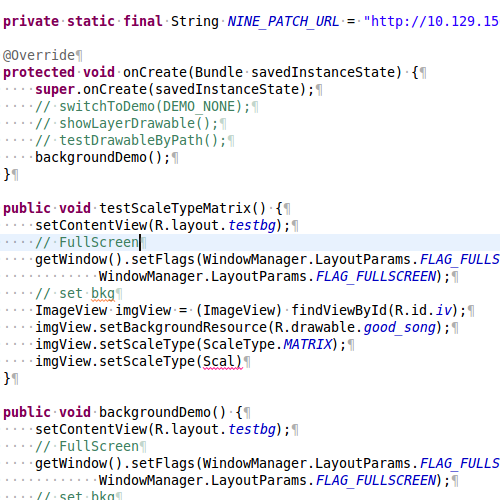 private static final String NINE_PATCH_URL = "http://10.129.15
@Override
protected void onCreate(Bundle savedInstanceState) {
super.onCreate(savedInstanceState);
// switchToDemo(DEMO_NONE);
// showLayerDrawable();
// testDrawableByPath();
backgroundDemo();
}
public void testScaleTypeMatrix() {
setContentView(R.layout.testbg);
// FullScreen
getWindow().setFlags(WindowManager.LayoutParams.FLAG_FULLS
WindowManager.LayoutParams.FLAG_FULLSCREEN);
// set bkg
ImageView imgView = (ImageView) findViewById(R.id.iv);
imgView.setBackgroundResource(R.drawable.good_song);
imgView.setScaleType(ScaleType.MATRIX);
imgView.setScaleType(Scal)
}
public void backgroundDemo() {
setContentView(R.layout.testbg);
// FullScreen
getWindow().setFlags(WindowManager.LayoutParams.FLAG_FULLS
WindowManager.LayoutParams.FLAG_FULLSCREEN);
// set bkg